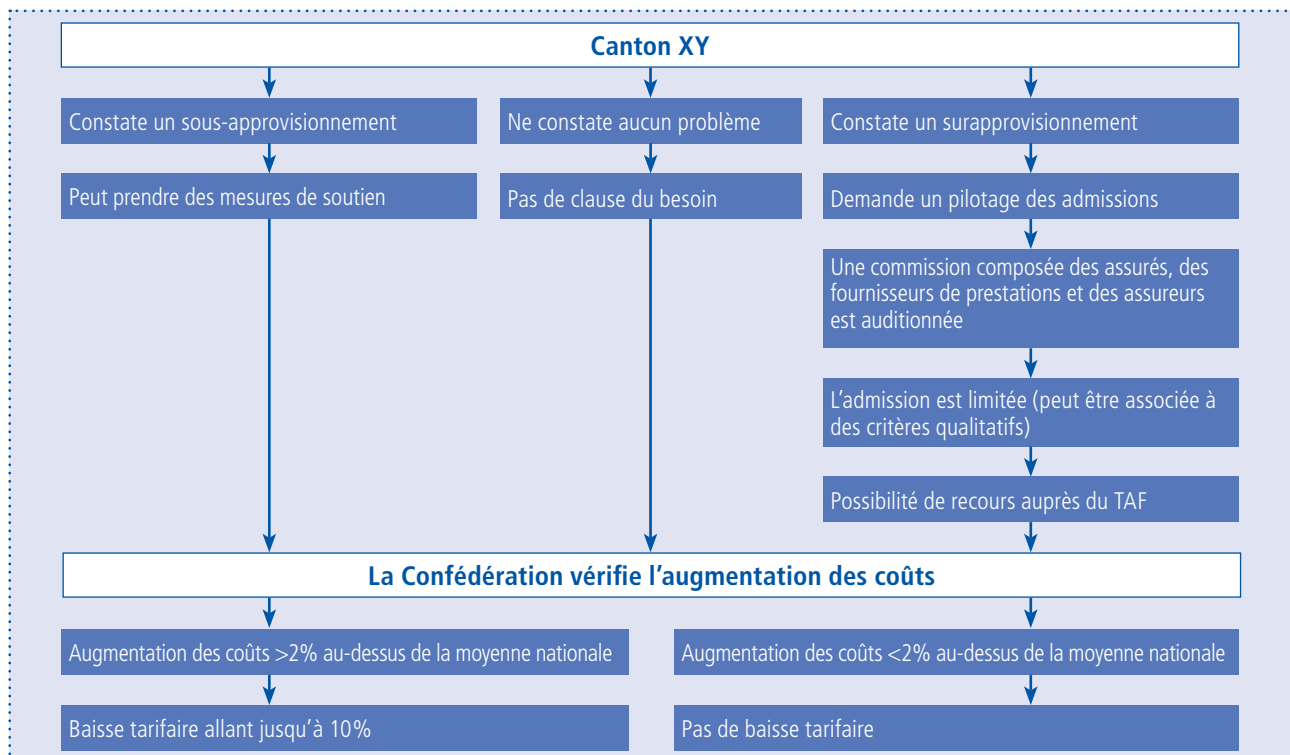 Canton XY
Constate un sous-approvisionnement
Ne constate aucun problème
Constate un surapprovisionnement
Peut prendre des mesures de soutien
Pas de clause du besoin
Demande un pilotage des admissions
Une commission composée des assurés, des
fournisseurs de prestations et des assureurs
est auditionnée
L’admission est limitée (peut être associée à
des critères qualitatifs)
Possibilité de recours auprès du TAF
La Confédération vérifie l’augmentation des coûts
Augmentation des coûts >2% au-dessus de la moyenne nationale
Augmentation des coûts <2% au-dessus de la moyenne nationale
Baisse tarifaire allant jusqu’à 10%
Pas de baisse tarifaire